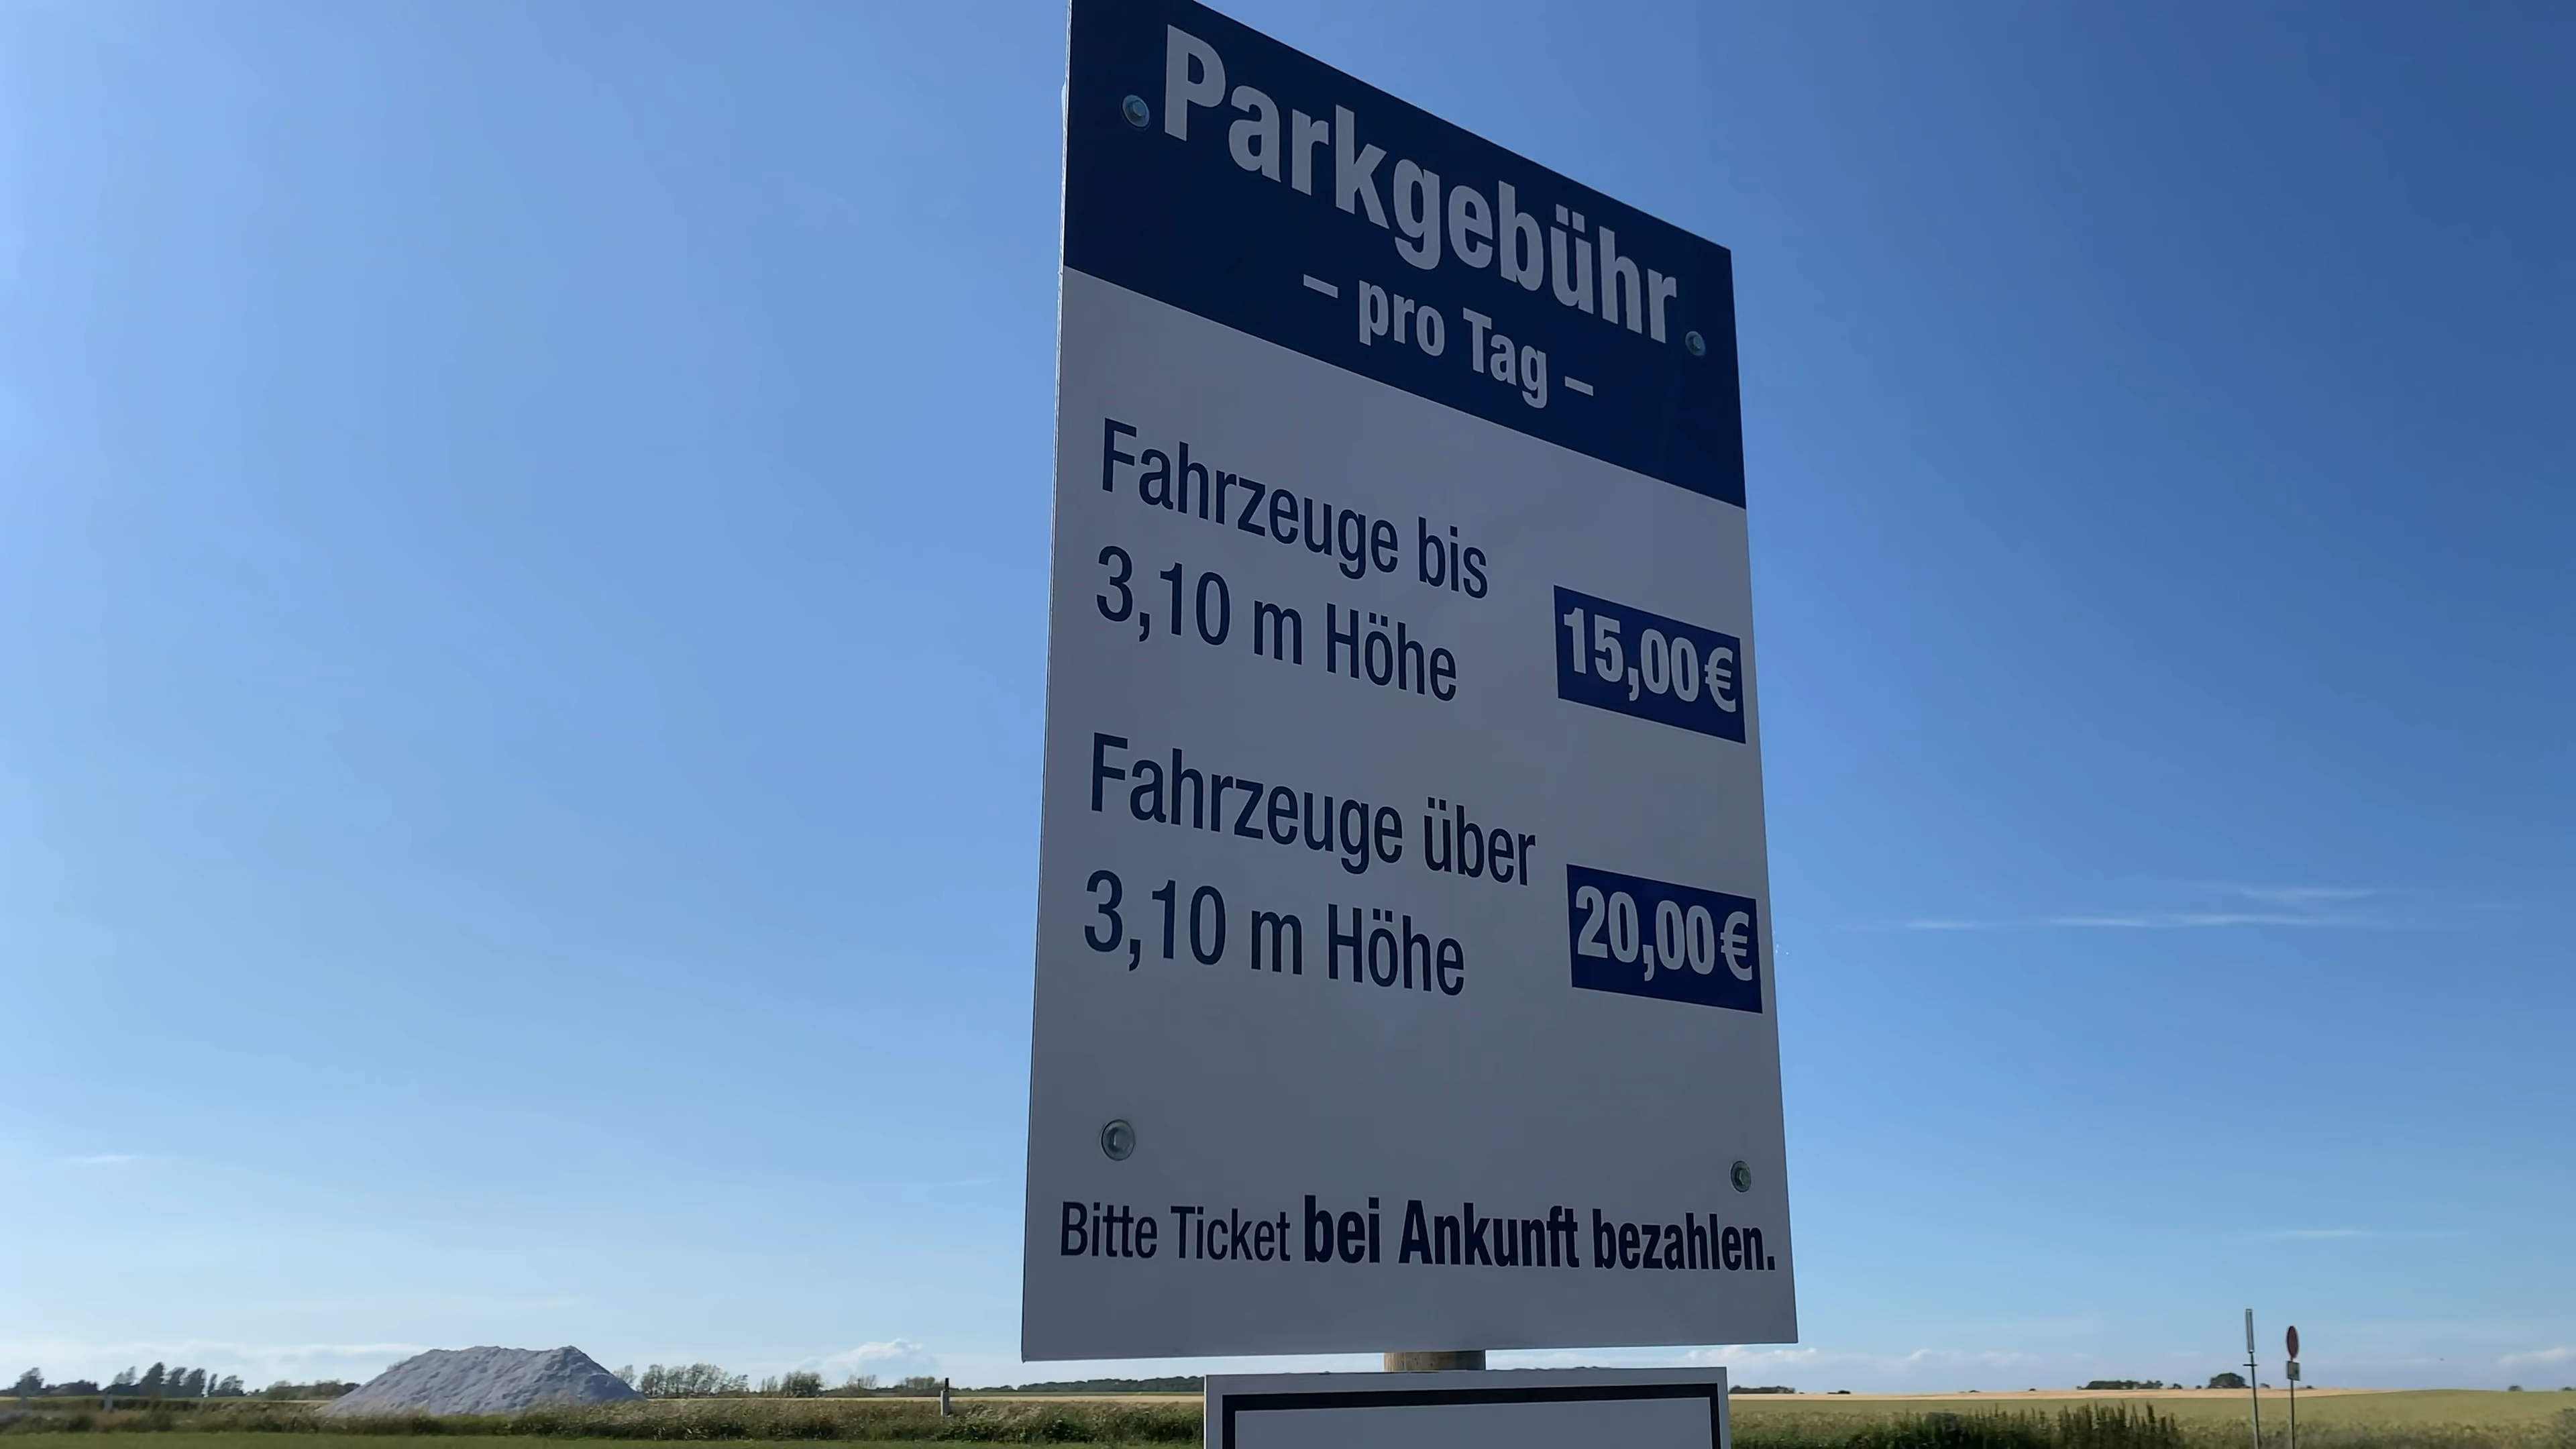 Parkgebühr
– pro Tag –
Fahrzeuge bis
3,10 m Höhe
15,00€
Fahrzeuge über
3,10 m Höhe
20,00€
Bitte Ticket bei Ankunft bezahlen.